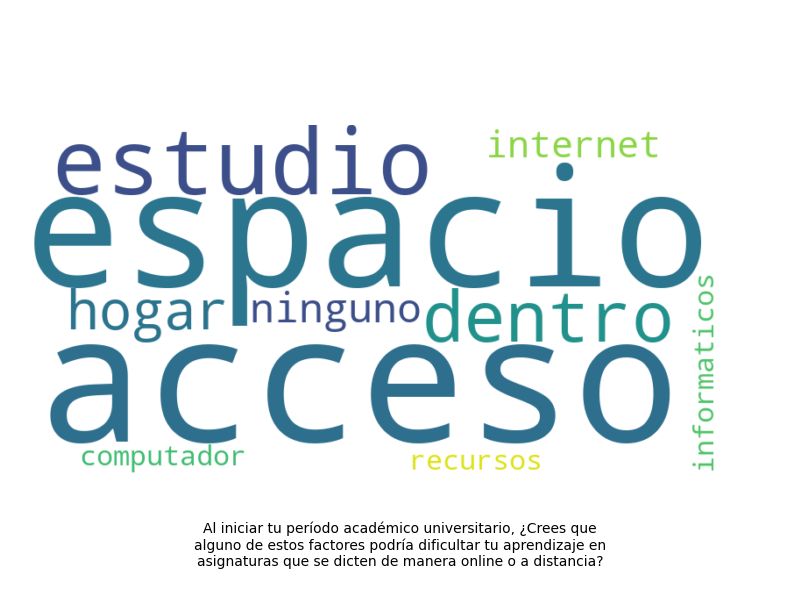 estudio
internet
espacio
hogar
ninguno
dentro
informaticos
acceso
computador
recursos
Al iniciar tu período académico universitario, ¿Crees que
alguno de estos factores podría dificultar tu aprendizaje en
asignaturas que se dicten de manera online o a distancia?